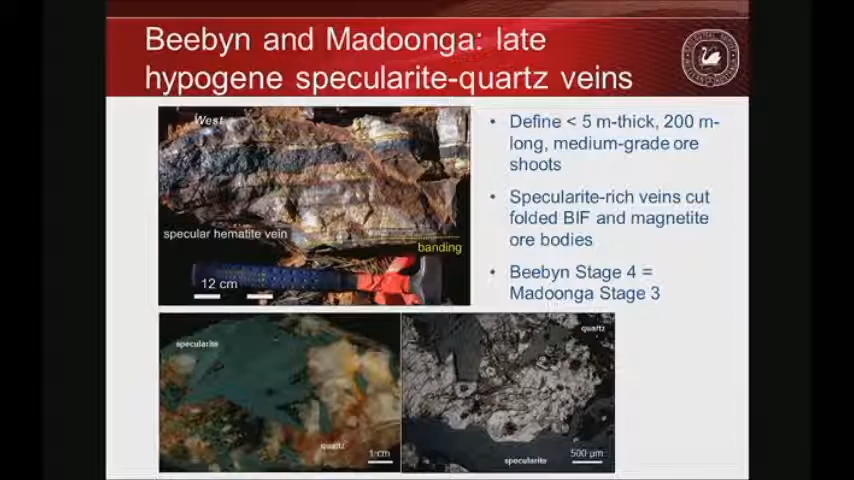 Beebyn and Madoonga: late
hypogene specularite-quartz veins
West
specular hematite vein
banding
12 cm
• Define < 5 m-thick, 200 m-
long, medium-grade ore
shoots
• Specularite-rich veins cut
folded BIF and magnetite
ore bodies
• Beebyn Stage 4 =
Madoonga Stage 3
specularite
quartz
1 cm
quartz
specularite
500 µm